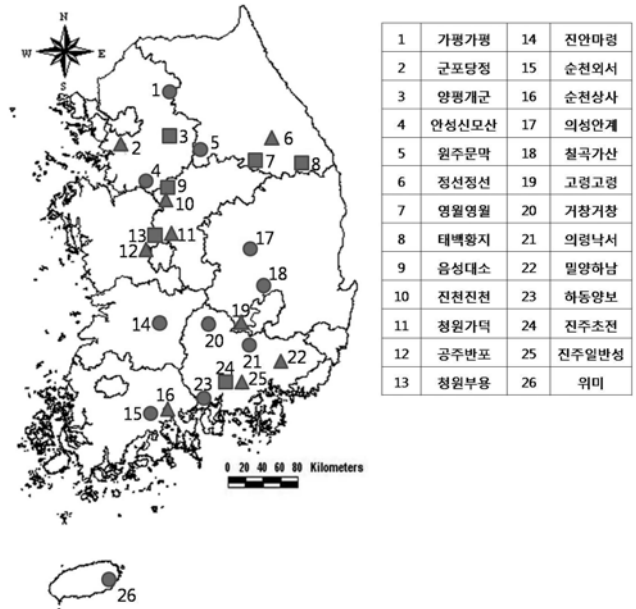 N
W E
S
1
2
3
4
5
6
7
8
9
10
11
12
13
14
15
16
17
18
19
20
21
22
23
24
25
26
0 20 40 60 80 Kilometers
1 가평가평 14 진안마령
2 군포당정 15 순천외서
3 양평개군 16 순천상사
4 안성신모산 17 의성안계
5 원주문막 18 칠곡가산
6 정선정선 19 고령고령
7 영월영월 20 거창거창
8 태백황지 21 의령낙서
9 음성대소 22 밀양하남
10 진천진천 23 하동양보
11 청원가덕 24 진주초전
12 공주반포 25 진주일반성
13 청원부용 26 위미